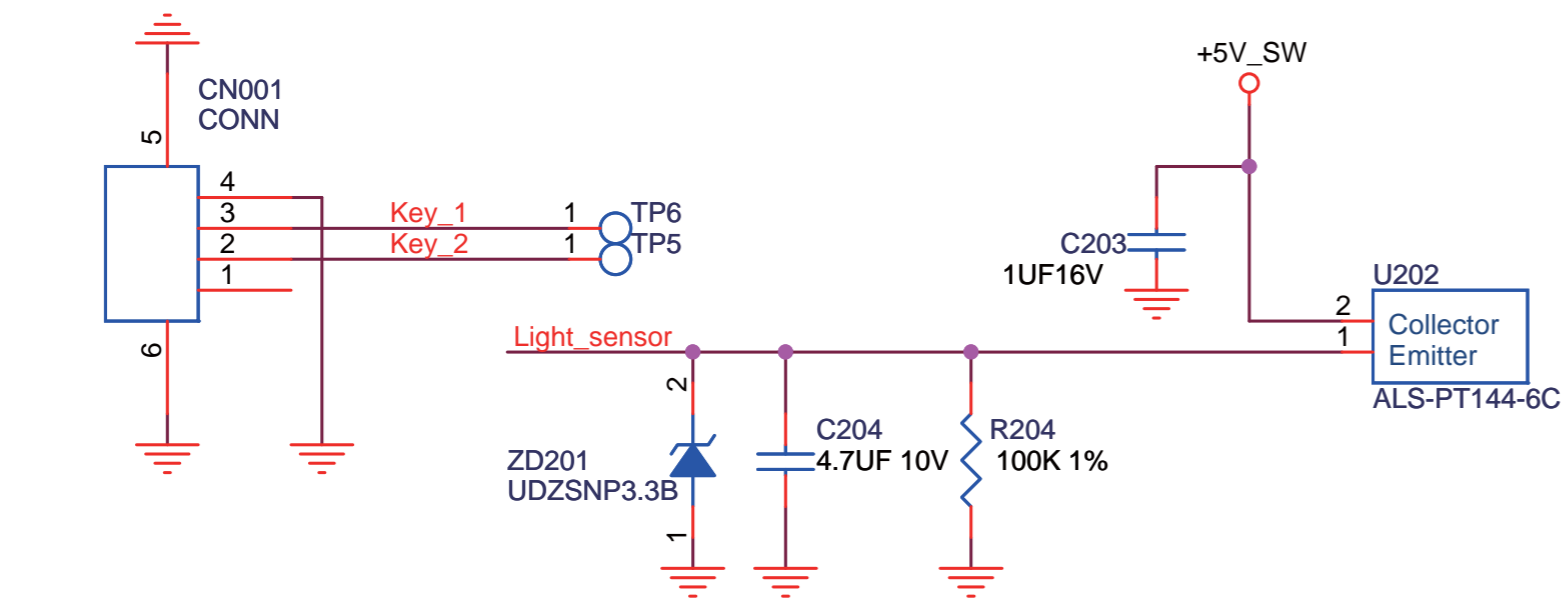 +5V_SW
CN001
CONN
5
4
3
2
1
6
Key_1
1
TP6
Key_2
1
TP5
C203
1UF16V
U202
2
Collector
1
Emitter
ALS-PT144-6C
Light_sensor
2
ZD201
UDZSNP3.3B
1
C204
4.7UF 10V
R204
100K 1%